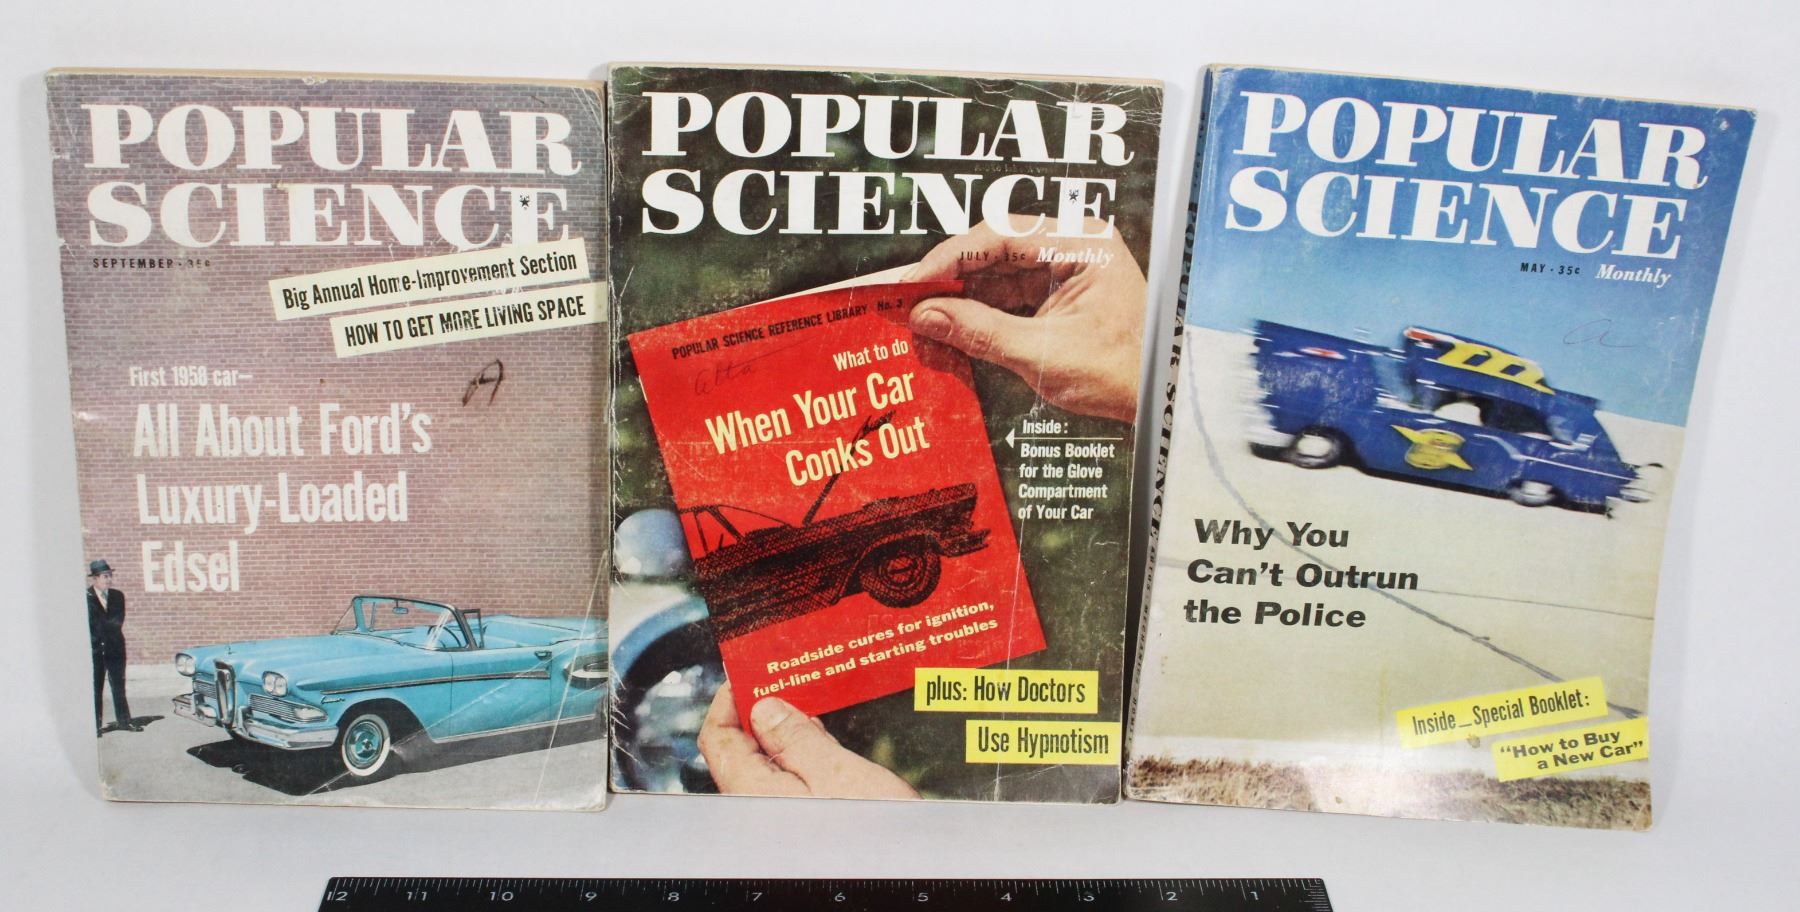 POPULAR
SCIENCE
SEPTEMBER · 35¢
Big Annual Home-Improvement Section
HOW TO GET MORE LIVING SPACE
First 1958 car—
A
All About Ford's
Luxury-Loaded
Edsel
POPULAR
SCIENCE
JULY · 35¢ Monthly
POPULAR SCIENCE REFERENCE LIBRARY No. 3
What to do
When Your Car
Conks Out
Inside:
Bonus Booklet
for the Glove
Compartment
of Your Car
Roadside cures for ignition,
fuel-line and starting troubles
plus: How Doctors
Use Hypnotism
POPULAR
SCIENCE
MAY · 35¢ Monthly
a
m
8
Why You
Can't Outrun
the Police
Inside—Special Booklet:
"How to Buy
a New Car"
POPULAR SCIENCE
12 11 10 9 8 7 6 5 4 3 2 1